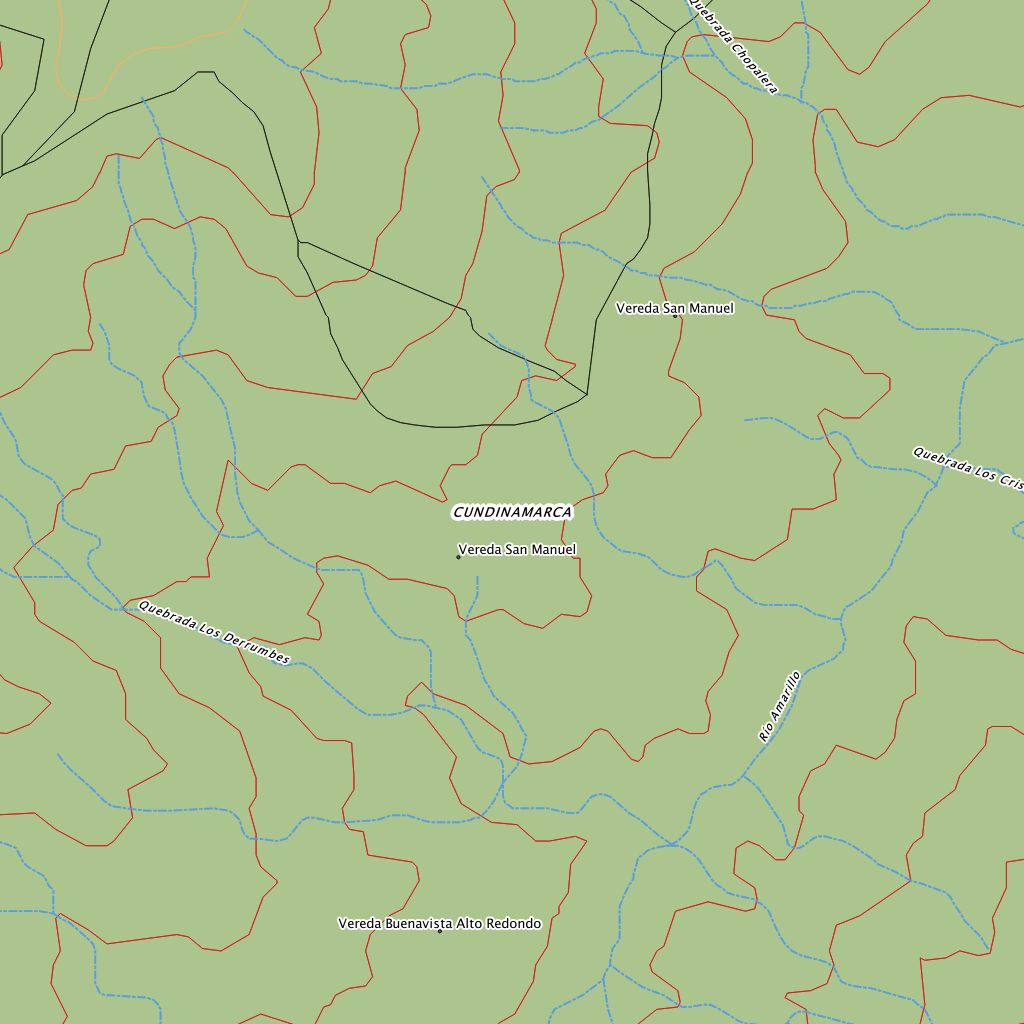 Quebrada Chopalera
Vereda San Manuel
Quebrada Los Cris
CUNDINAMARCA
Vereda San Manuel
Quebrada Los Derrumbes
Rio Amarillo
Vereda Buenavista Alto Redondo